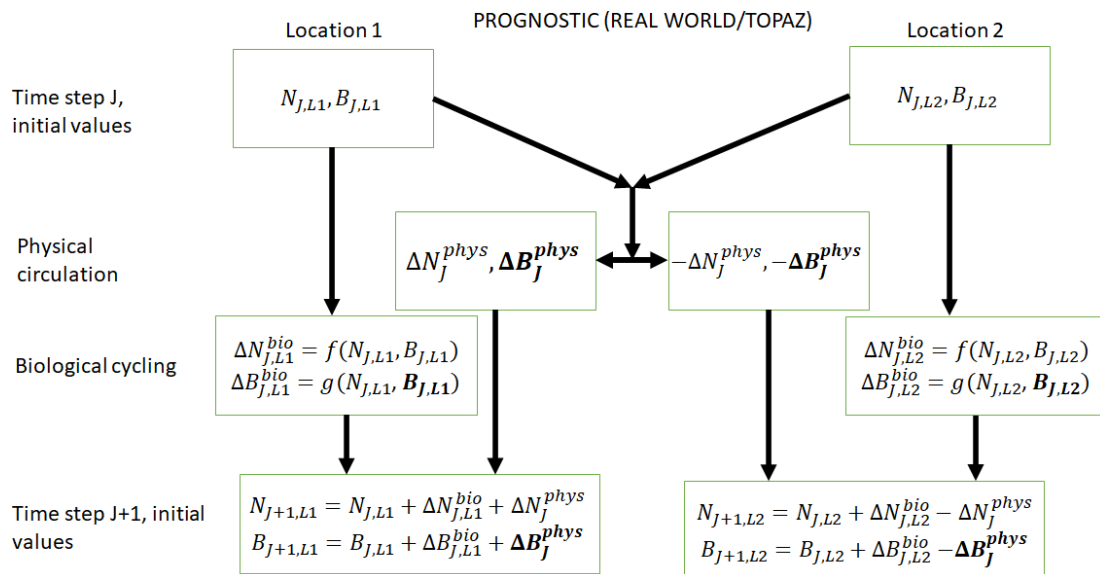 PROGNOSTIC (REAL WORLD/TOPAZ)
Location 1
Location 2
Time step J,
initial values
N_{J,L1}, B_{J,L1}
N_{J,L2}, B_{J,L2}
Physical
circulation
ΔN_J^{phys}, ΔB_J^{phys}
−ΔN_J^{phys}, −ΔB_J^{phys}
Biological cycling
ΔN_{J,L1}^{bio} = f(N_{J,L1}, B_{J,L1})
ΔB_{J,L1}^{bio} = g(N_{J,L1}, B_{J,L1})
ΔN_{J,L2}^{bio} = f(N_{J,L2}, B_{J,L2})
ΔB_{J,L2}^{bio} = g(N_{J,L2}, B_{J,L2})
Time step J+1, initial
values
N_{J+1,L1} = N_{J,L1} + ΔN_{J,L1}^{bio} + ΔN_J^{phys}
B_{J+1,L1} = B_{J,L1} + ΔB_{J,L1}^{bio} + ΔB_J^{phys}
N_{J+1,L2} = N_{J,L2} + ΔN_{J,L2}^{bio} − ΔN_J^{phys}
B_{J+1,L2} = B_{J,L2} + ΔB_{J,L2}^{bio} −ΔB_J^{phys}